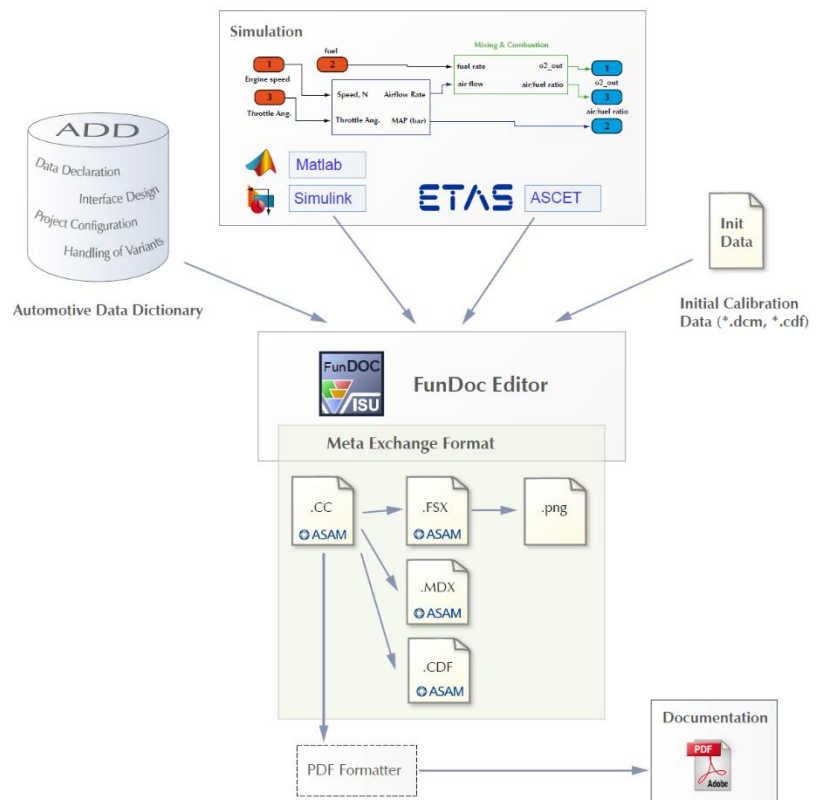 Simulation
fuel
Mixing & Combustion
1
2
fuel rate
o2_out
1
Engine speed
air flow
air/fuel ratio
o2_out
3
Speed, N
Airflow Rate
3
air/fuel ratio
Throttle Ang.
Throttle Ang.
MAP (bar)
2
Matlab
Simulink
ETAS
ASCET
ADD
Data Declaration
Interface Design
Project Configuration
Handling of Variants
Automotive Data Dictionary
Init
Data
Initial Calibration
Data (*.dcm, *.cdf)
FunDOC
VISU
FunDoc Editor
Meta Exchange Format
.CC
ASAM
.FSX
ASAM
.png
.MDX
ASAM
.CDF
ASAM
PDF Formatter
Documentation
PDF
Adobe